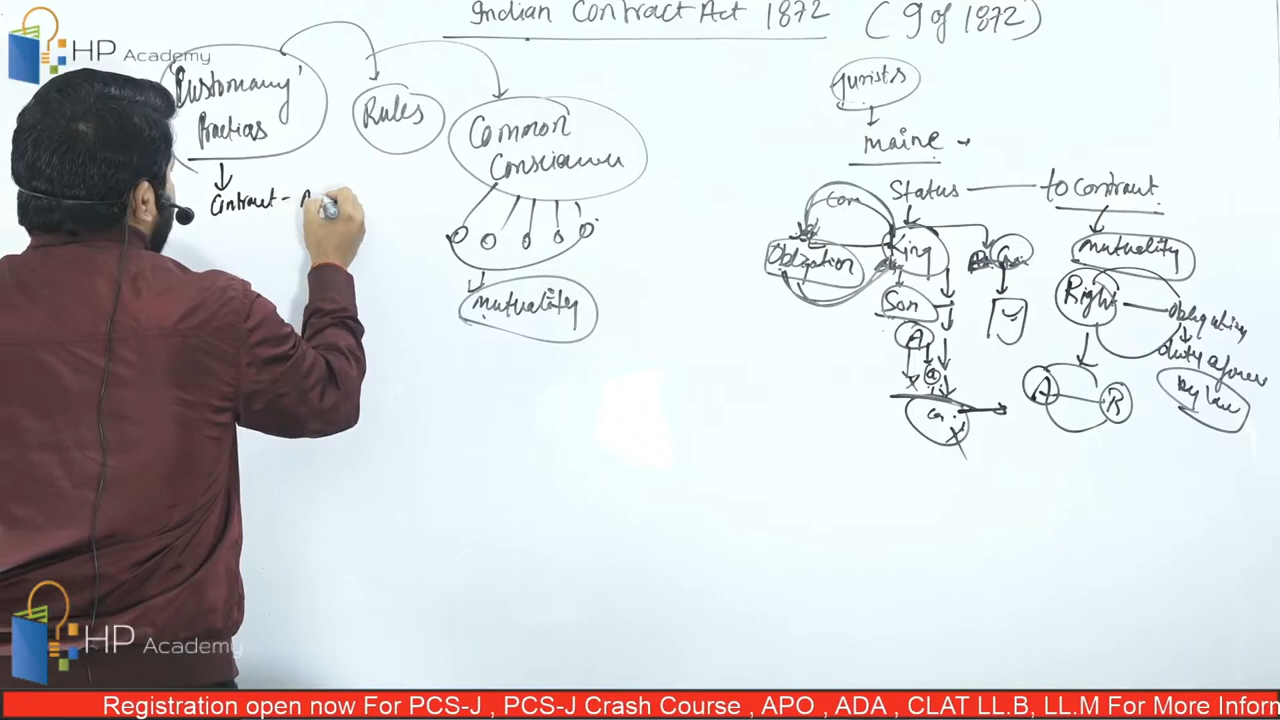 Indian Contract Act 1872 (9 of 1872)
HP Academy
Customary
Practices
Rules
Common
Conscience
Contract -
mutuality
Jurists
maine
Status to contract
King
Obligation
Son
A
mutuality
Right
Obligation
duty
by law
A
HP Academy
Registration open now For PCS-J , PCS-J Crash Course , APO , ADA , CLAT LL.B, LL.M For More Inform